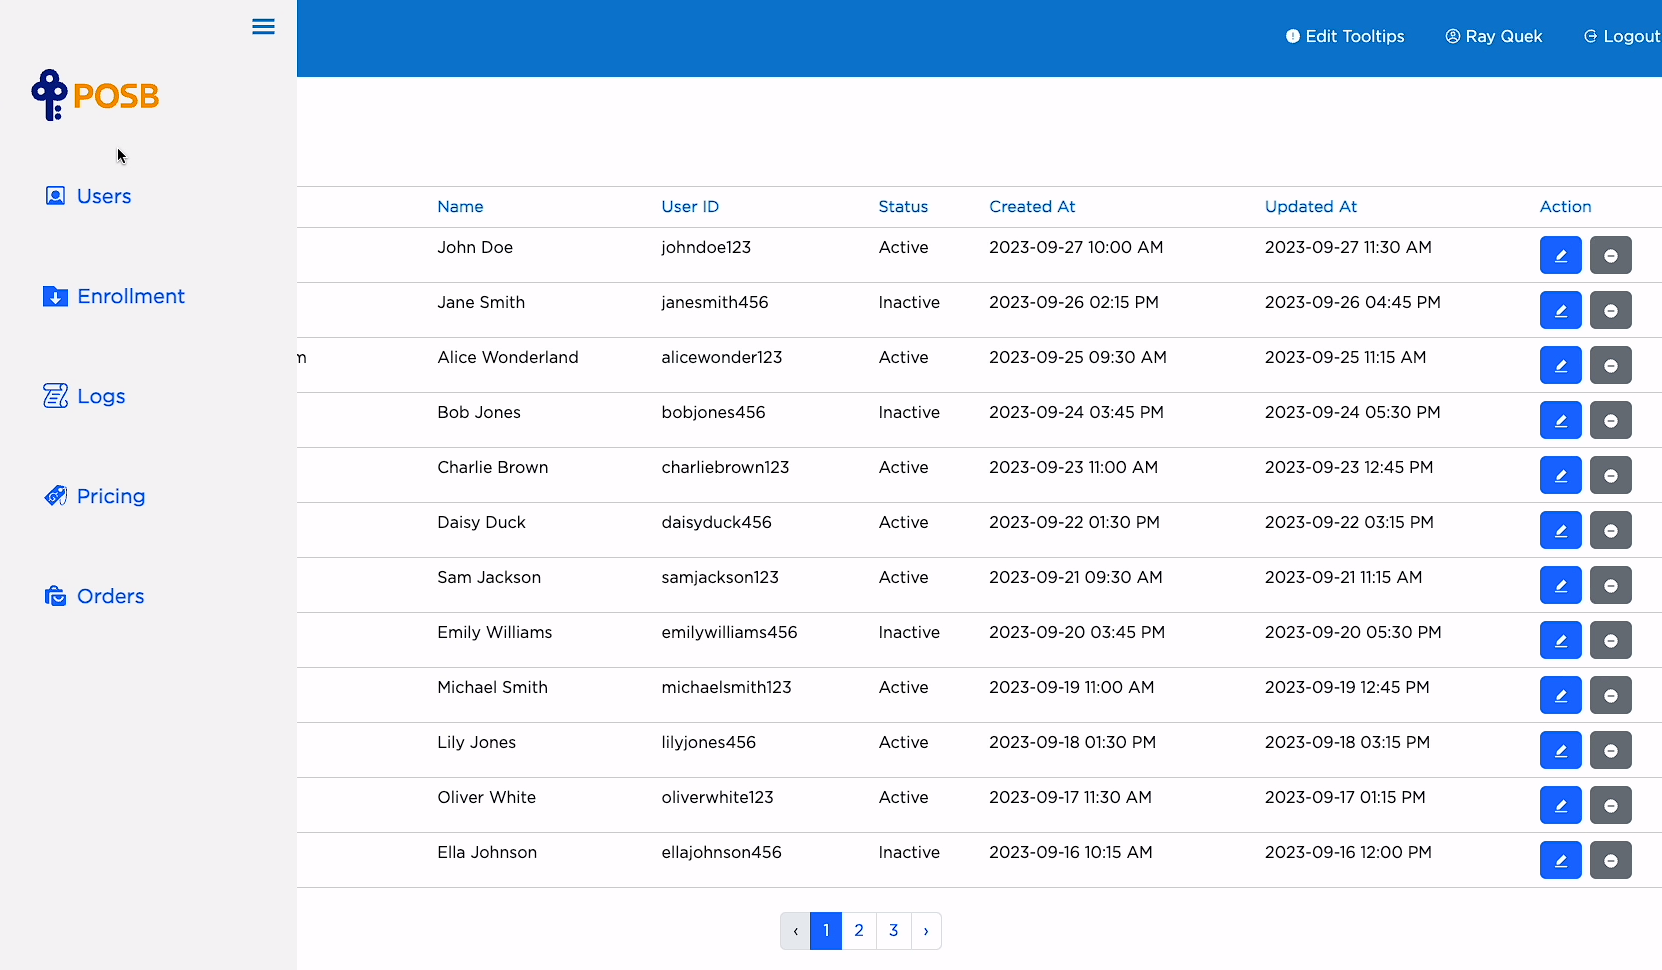 Edit Tooltips Ray Quek Logout
POSB
Users
Enrollment
Logs
Pricing
Orders
Name User ID Status Created At Updated At Action
John Doe johndoe123 Active 2023-09-27 10:00 AM 2023-09-27 11:30 AM
Jane Smith janesmith456 Inactive 2023-09-26 02:15 PM 2023-09-26 04:45 PM
m Alice Wonderland alicewonder123 Active 2023-09-25 09:30 AM 2023-09-25 11:15 AM
Bob Jones bobjones456 Inactive 2023-09-24 03:45 PM 2023-09-24 05:30 PM
Charlie Brown charliebrown123 Active 2023-09-23 11:00 AM 2023-09-23 12:45 PM
Daisy Duck daisyduck456 Active 2023-09-22 01:30 PM 2023-09-22 03:15 PM
Sam Jackson samjackson123 Active 2023-09-21 09:30 AM 2023-09-21 11:15 AM
Emily Williams emilywilliams456 Inactive 2023-09-20 03:45 PM 2023-09-20 05:30 PM
Michael Smith michaelsmith123 Active 2023-09-19 11:00 AM 2023-09-19 12:45 PM
Lily Jones lilyjones456 Active 2023-09-18 01:30 PM 2023-09-18 03:15 PM
Oliver White oliverwhite123 Active 2023-09-17 11:30 AM 2023-09-17 01:15 PM
Ella Johnson ellajohnson456 Inactive 2023-09-16 10:15 AM 2023-09-16 12:00 PM
‹ 1 2 3 ›